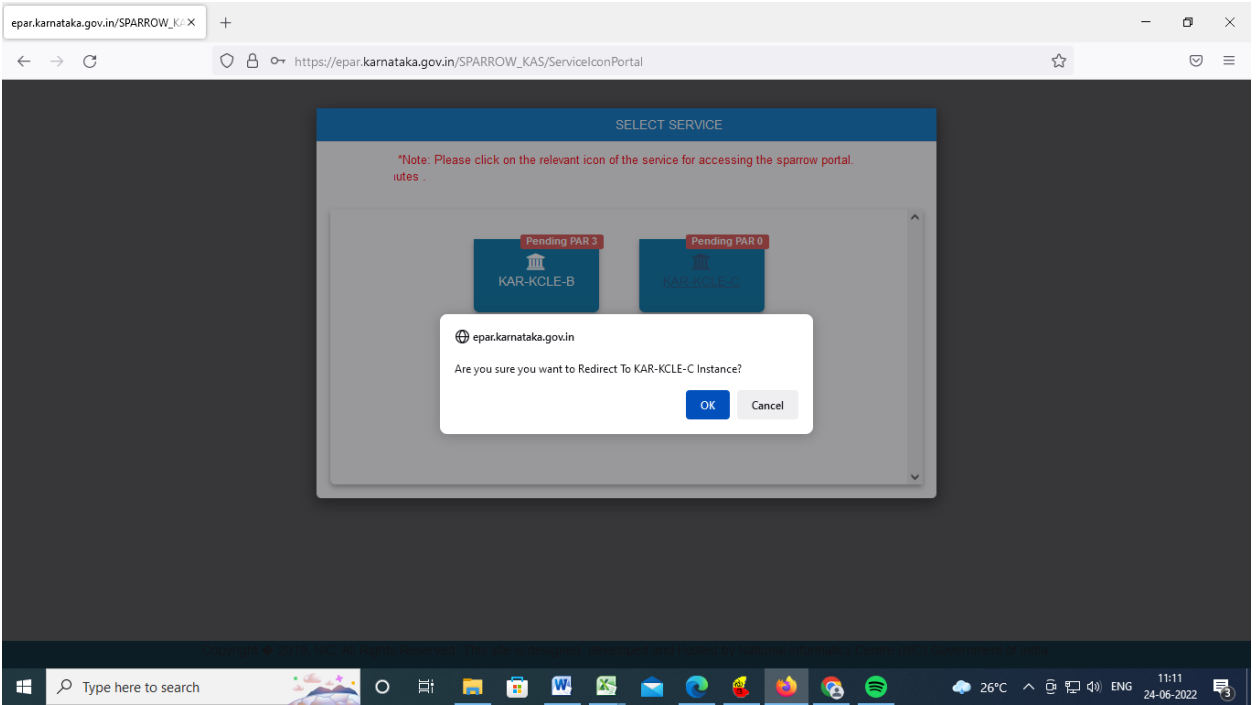 epar.karnataka.gov.in/SPARROW_KA
https://epar.karnataka.gov.in/SPARROW_KAS/ServiceIconPortal
SELECT SERVICE
*Note: Please click on the relevant icon of the service for accessing the sparrow portal.
utes .
Pending PAR 3
KAR-KCLE-B
Pending PAR 0
KAR-KCLE-C
epar.karnataka.gov.in
Are you sure you want to Redirect To KAR-KCLE-C Instance?
OK
Cancel
Type here to search
26°C
ENG
11:11
24-06-2022
3